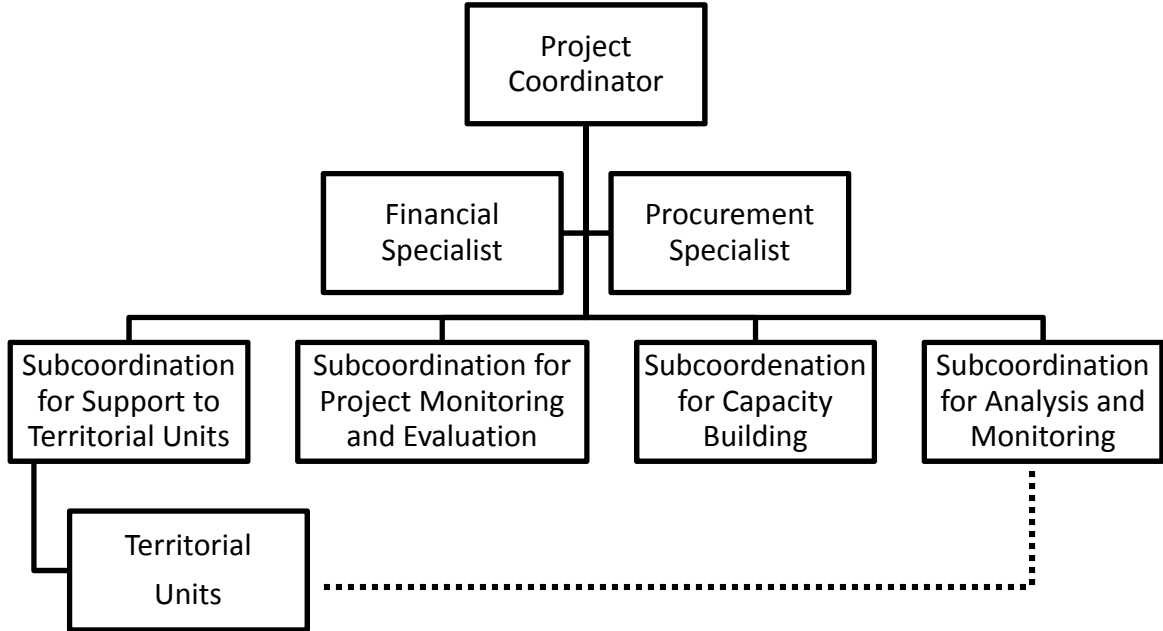 Project
Coordinator
Financial
Specialist
Procurement
Specialist
Subcoordination
for Support to
Territorial Units
Subcoordination for
Project Monitoring
and Evaluation
Subcoordenation
for Capacity
Building
Subcoordination
for Analysis and
Monitoring
Territorial
Units